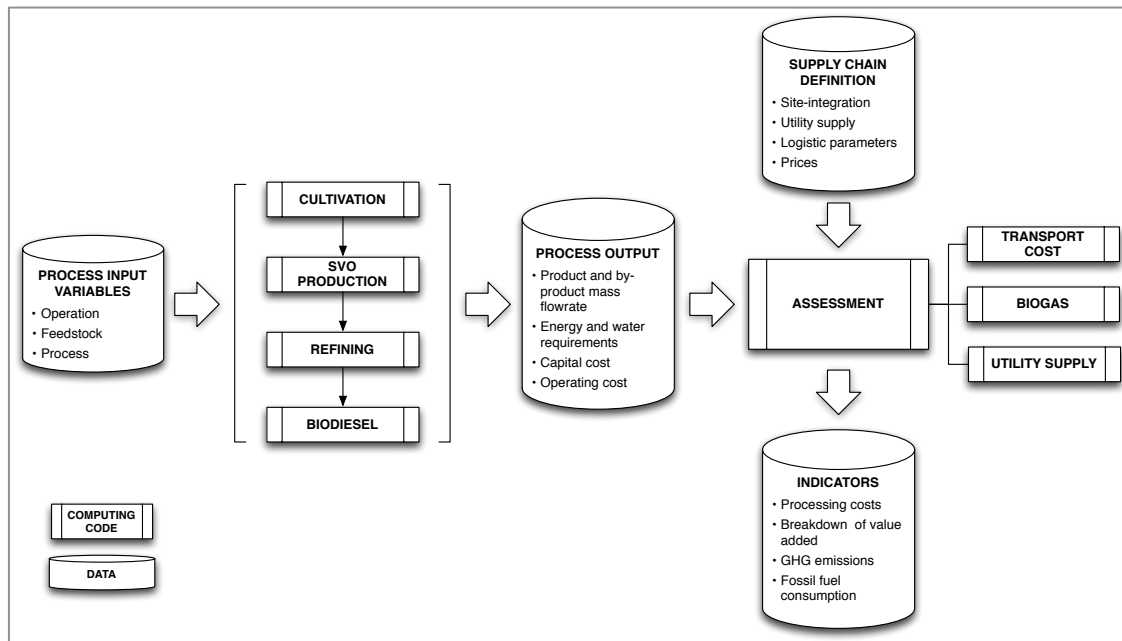 PROCESS INPUT
VARIABLES
• Operation
• Feedstock
• Process
CULTIVATION
SVO
PRODUCTION
REFINING
BIODIESEL
PROCESS OUTPUT
• Product and by-
product mass
flowrate
• Energy and water
requirements
• Capital cost
• Operating cost
SUPPLY CHAIN
DEFINITION
• Site-integration
• Utility supply
• Logistic parameters
• Prices
ASSESSMENT
TRANSPORT
COST
BIOGAS
UTILITY SUPPLY
INDICATORS
• Processing costs
• Breakdown of value
added
• GHG emissions
• Fossil fuel
consumption
COMPUTING
CODE
DATA